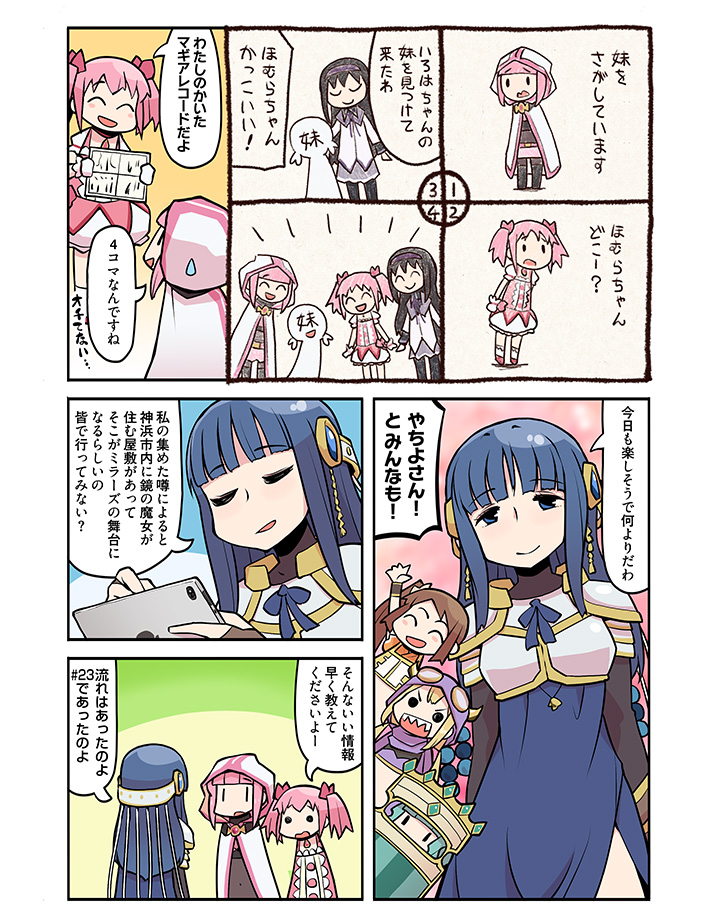 妹を
さがしています
1
ほむらちゃん
どこー？
2
いろはちゃんの
妹を見つけて
来たわ
ほむらちゃん
かっこいい！
妹
3
妹
4
わたしのかいた
マギアレコードだよ
4コマなんですね
オチてない…
今日も楽しそうで何よりだわ
やちよさん！
とみんなも！
私の集めた噂によると
神浜市内に鏡の魔女が
住む屋敷があって
そこがミラーズの舞台に
なるらしいの
皆で行ってみない？
そんないい情報
早く教えて
くださいよー
流れはあったのよ
#23であったのよ